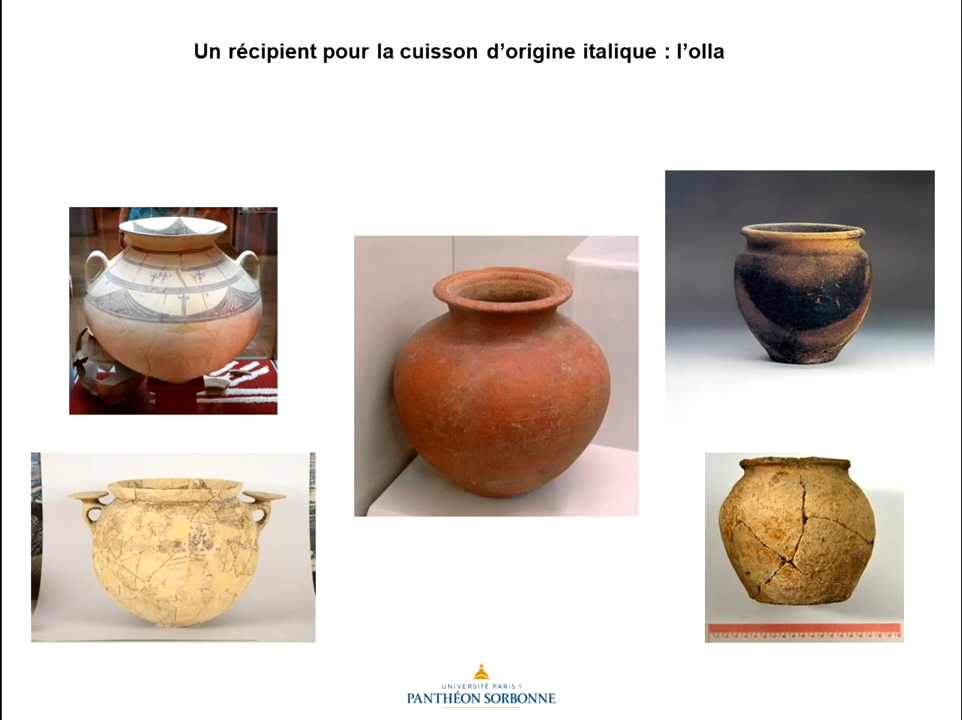 Un récipient pour la cuisson d’origine italique : l’olla
UNIVERSITÉ PARIS 1
PANTHÉON SORBONNE